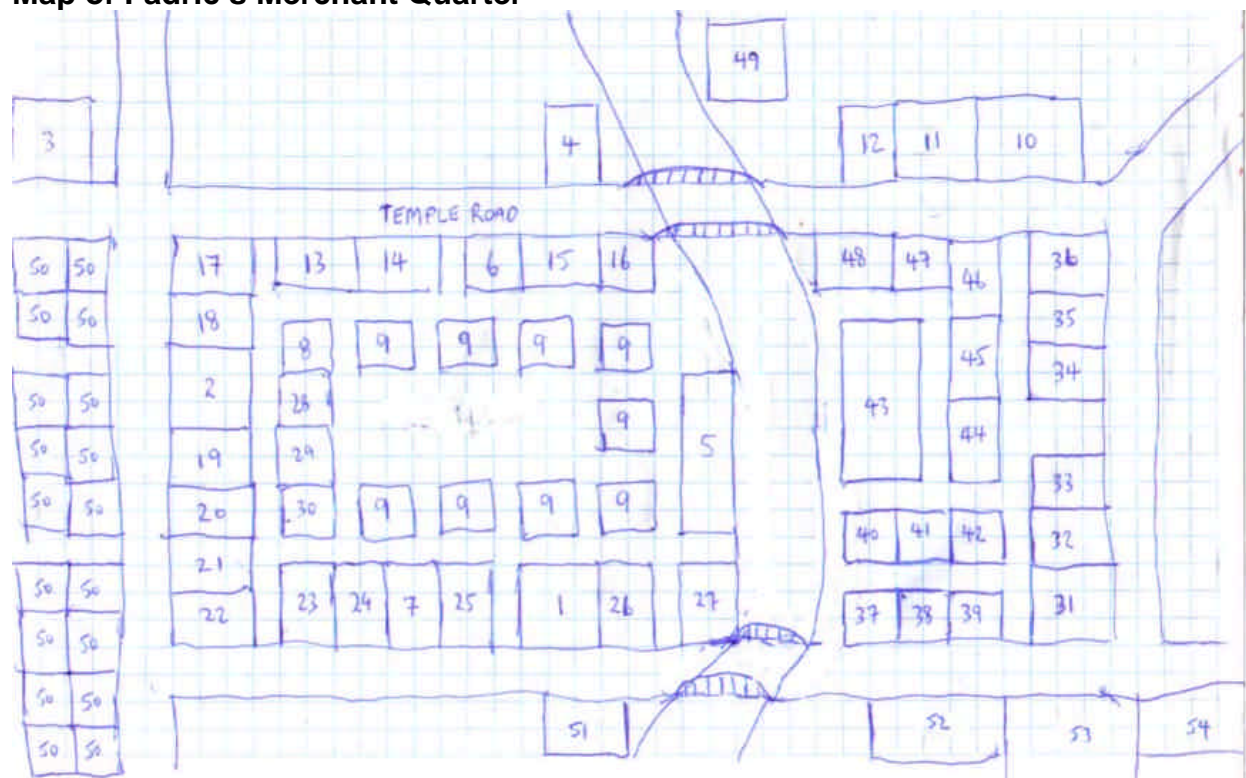 Map of Merchant Quarter
49
3 4 12 11 10
TEMPLE ROAD
50 50 17 13 14 6 15 16 48 47 46 36
50 50 18 8 9 9 9 9 45 35
50 50 2 28 9 43 34
50 50 19 29 5 44
50 50 20 30 9 9 9 9 33
40 41 42 32
50 50 21 23 24 7 25 1 26 27 37 38 39 31
50 50 22
50 50
50 50 51 52 53 54